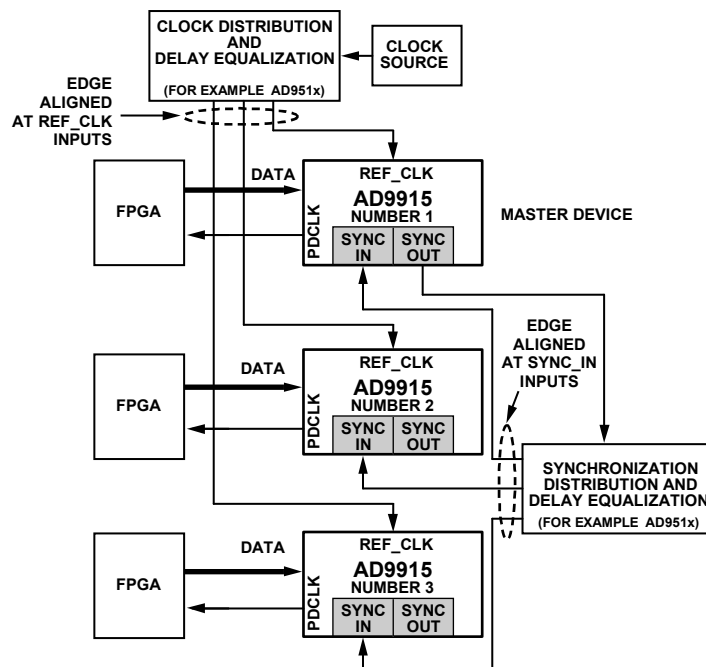 CLOCK DISTRIBUTION
AND
DELAY EQUALIZATION
(FOR EXAMPLE AD951x)
CLOCK
SOURCE
EDGE
ALIGNED
AT REF_CLK
INPUTS
FPGA
DATA
REF_CLK
AD9915
NUMBER 1
PDCLK
SYNC
IN
SYNC
OUT
MASTER DEVICE
EDGE
ALIGNED
AT SYNC_IN
INPUTS
FPGA
DATA
REF_CLK
AD9915
NUMBER 2
PDCLK
SYNC
IN
SYNC
OUT
SYNCHRONIZATION
DISTRIBUTION AND
DELAY EQUALIZATION
(FOR EXAMPLE AD951x)
FPGA
DATA
REF_CLK
AD9915
NUMBER 3
PDCLK
SYNC
IN
SYNC
OUT